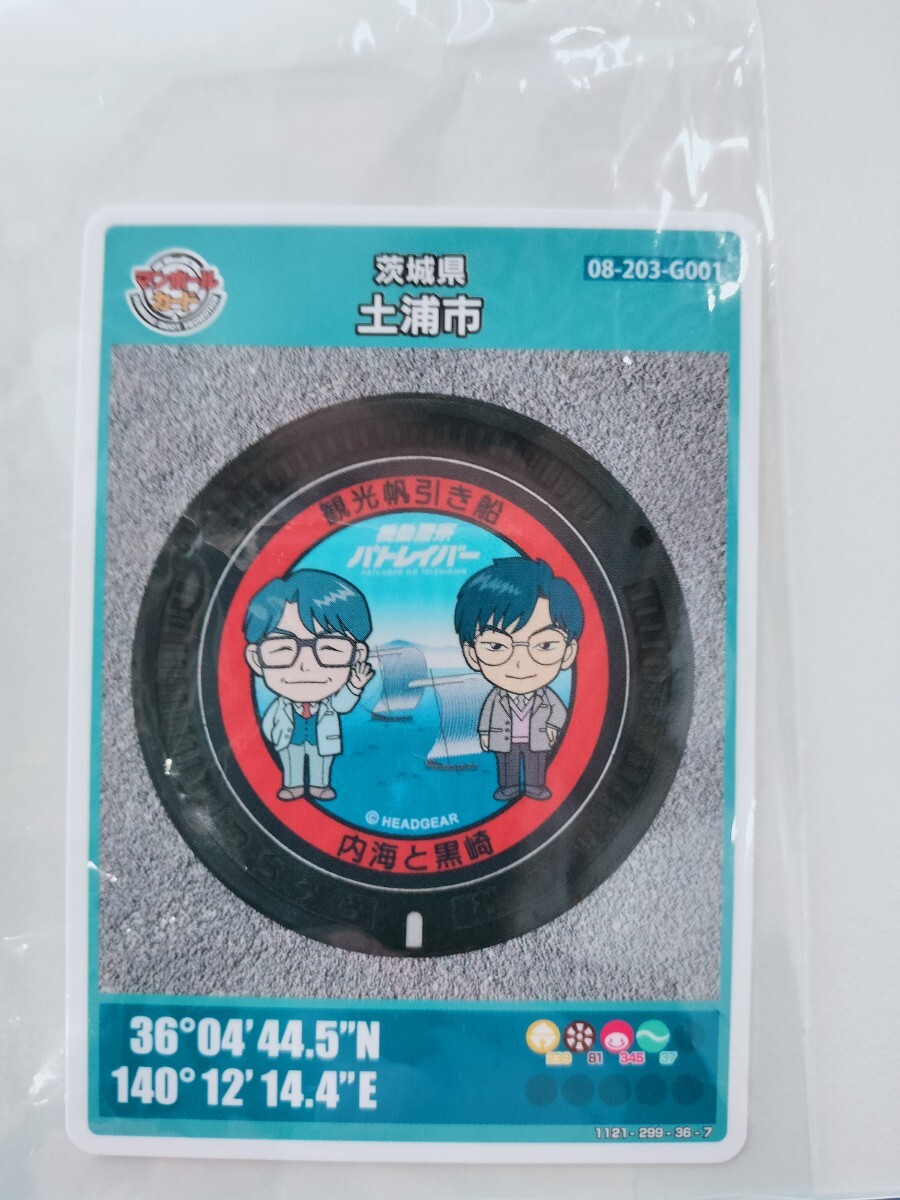 マンホール
カード
茨城県
土浦市
08-203-G001
観光帆引き船
機動警察
パトレイバー
PATLABOR ON TELEVISION
© HEADGEAR
内海と黒崎
36°04'44.5"N
140°12'14.4"E
81 345 37
1121 - 299 - 36 - 7